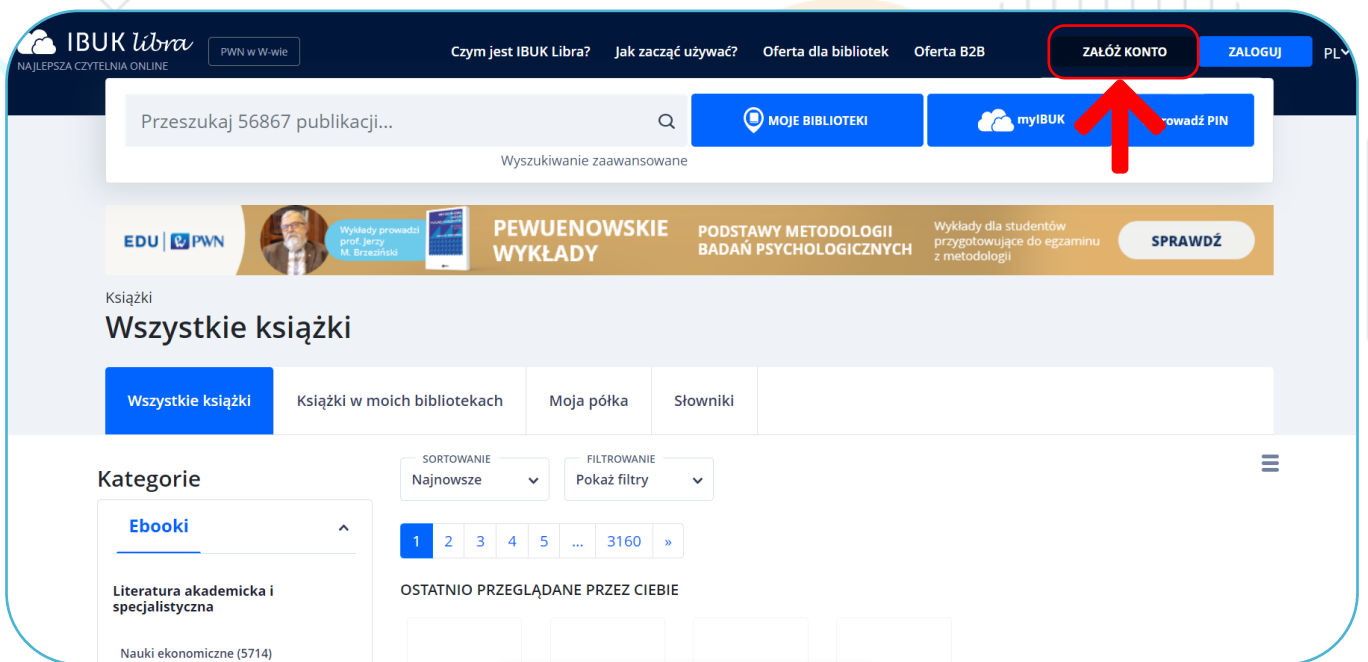 IBUK libra
NAJLEPSZA CZYTELNIA ONLINE
PWN w W-wie
Czym jest IBUK Libra?
Jak zacząć używać?
Oferta dla bibliotek
Oferta B2B
ZAŁÓŻ KONTO
ZALOGUJ
PL
Przeszukaj 56867 publikacji...
MOJE BIBLIOTEKI
myIBUK
rowadź PIN
Wyszukiwanie zaawansowane
EDU | PWN
Wykłady prowadzi
prof. Jerzy
M. Brzeziński
PEWUENOWSKIE
WYKŁADY
PODSTAWY METODOLOGII
BADAŃ PSYCHOLOGICZNYCH
Wykłady dla studentów
przygotowujące do egzaminu
z metodologii
SPRAWDŹ
Książki
Wszystkie książki
Wszystkie książki
Książki w moich bibliotekach
Moja półka
Słowniki
Kategorie
SORTOWANIE
Najnowsze
FILTROWANIE
Pokaż filtry
Ebooki
1 2 3 4 5 ... 3160 »
Literatura akademicka i
specjalistyczna
OSTATNIO PRZEGLĄDANE PRZEZ CIEBIE
Nauki ekonomiczne (5714)